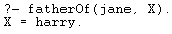 ?- fatherOf(jane, X).
X = harry.